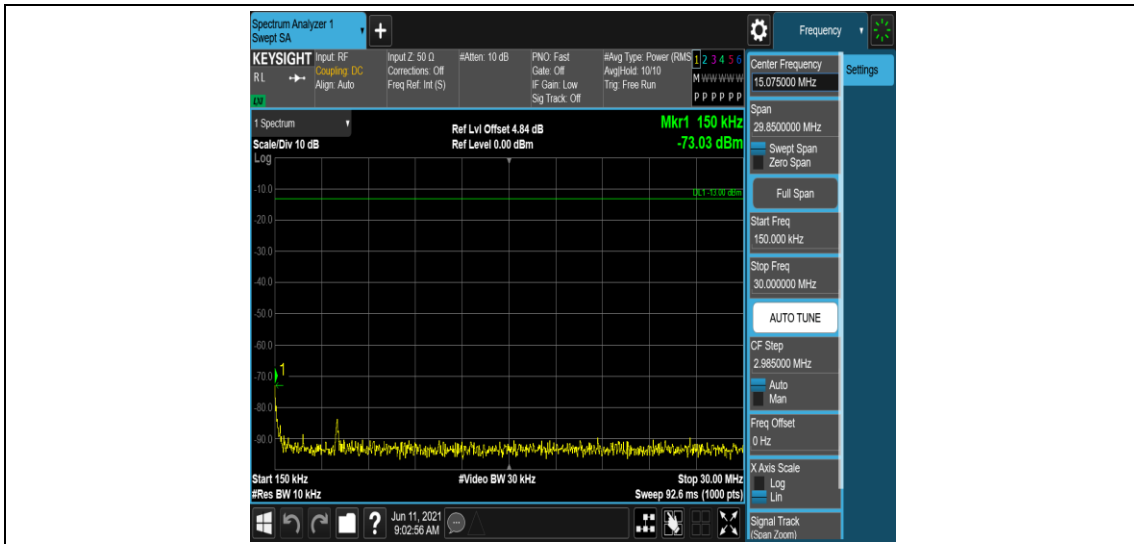 Spectrum Analyzer 1
Swept SA
+
Frequency
KEYSIGHT
RL
LXI
Input: RF
Coupling: DC
Align: Auto
Input Z: 50 Ω
Corrections: Off
Freq Ref: Int (S)
#Atten: 10 dB
PNO: Fast
Gate: Off
IF Gain: Low
Sig Track: Off
#Avg Type: Power (RMS
Avg|Hold: 10/10
Trig: Free Run
1 2 3 4 5 6
M W W W W W
P P P P P P
Center Frequency
15.075000 MHz
Settings
Span
29.8500000 MHz
Swept Span
Zero Span
Full Span
Start Freq
150.000 kHz
Stop Freq
30.000000 MHz
AUTO TUNE
CF Step
2.985000 MHz
Auto
Man
Freq Offset
0 Hz
X Axis Scale
Log
Lin
Signal Track
(Span Zoom)
1 Spectrum
Scale/Div 10 dB
Log
Ref Lvl Offset 4.84 dB
Ref Level 0.00 dBm
Mkr1 150 kHz
-73.03 dBm
DL1 -13.00 dBm
-10.0
-20.0
-30.0
-40.0
-50.0
-60.0
-70.0
1
-80.0
-90.0
Start 150 kHz
#Res BW 10 kHz
#Video BW 30 kHz
Stop 30.00 MHz
Sweep 92.6 ms (1000 pts)
?
Jun 11, 2021
9:02:56 AM